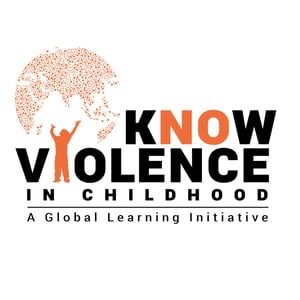 KNOW
VIOLENCE
IN CHILDHOOD
A Global Learning Initiative